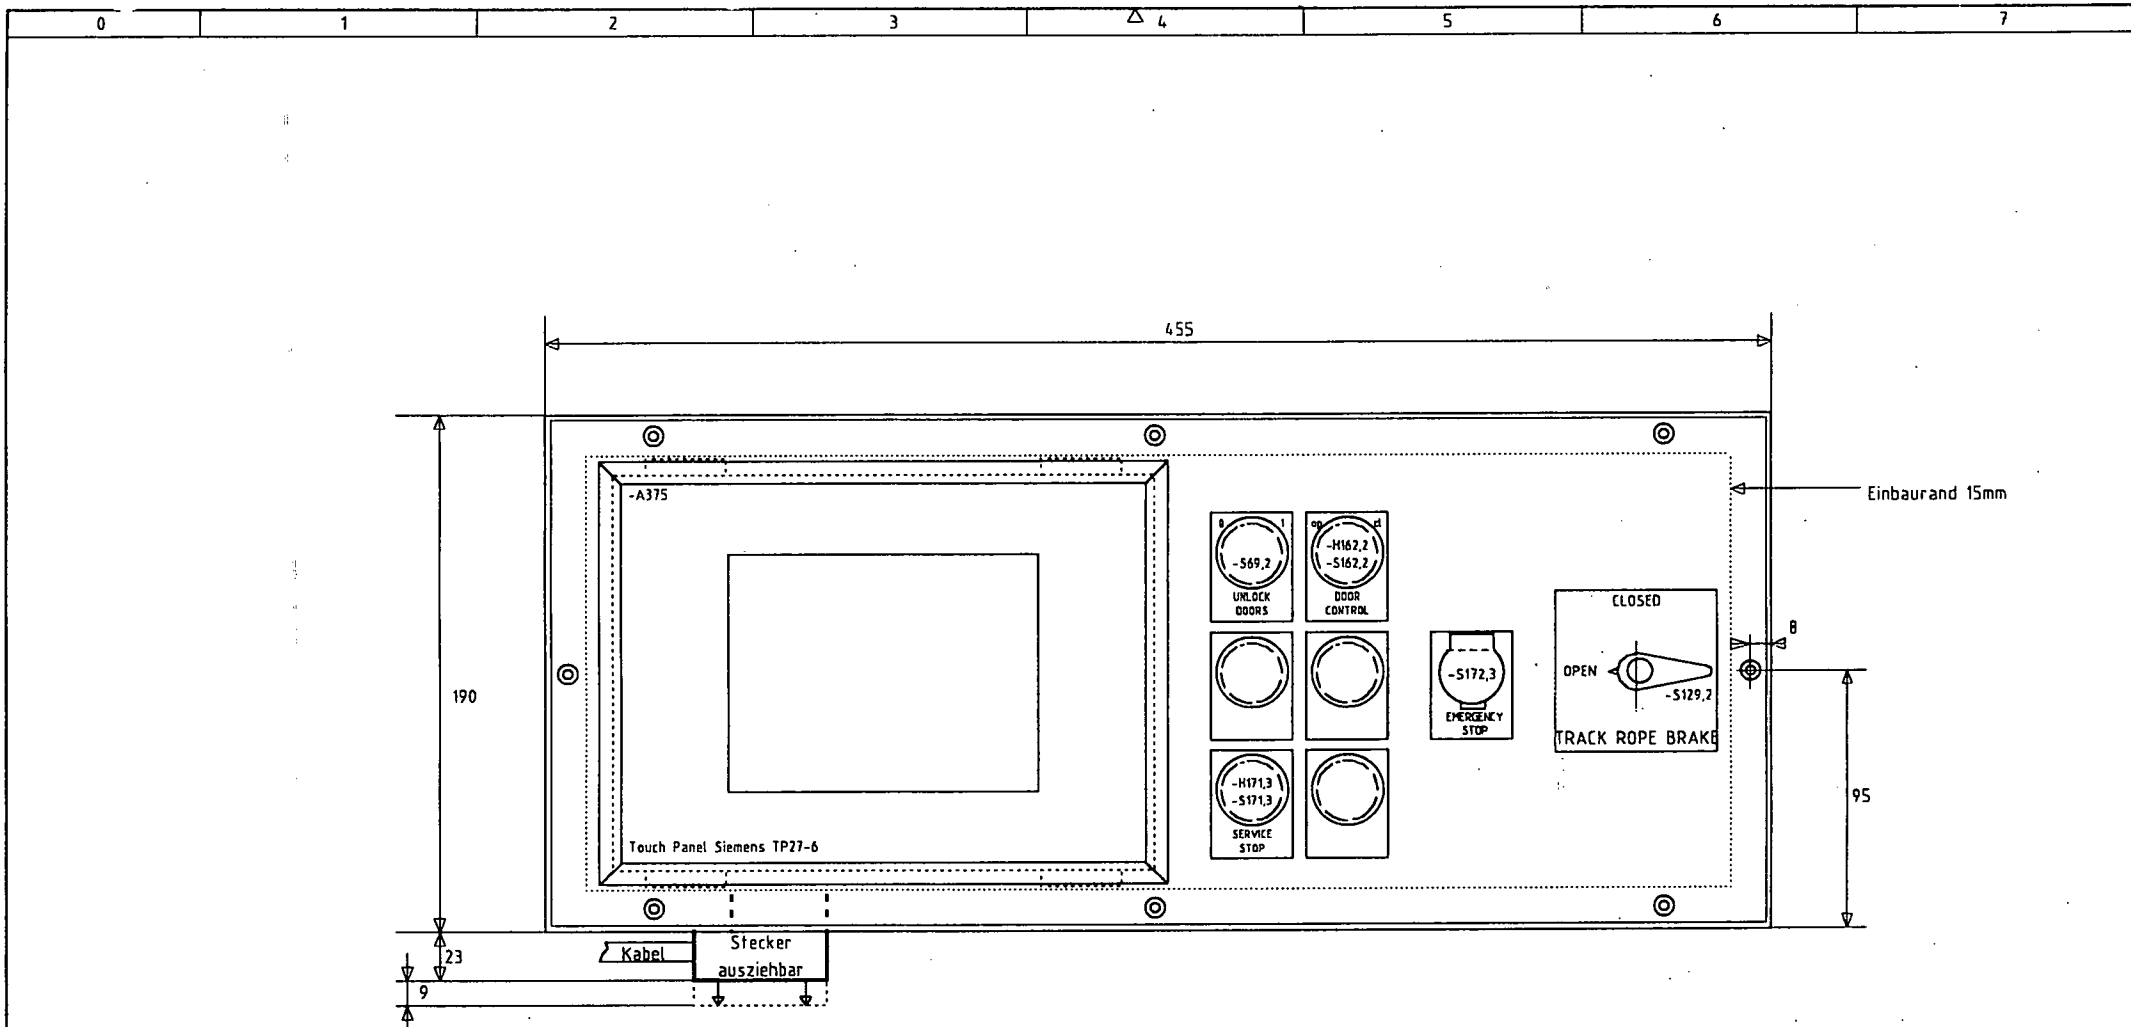 0 1 2 3 4 5 6 7
455
-A375
Einbaurand 15mm
0 1
-S69,2
UNLOCK
DOORS
op cl
-H162,2
-S162,2
DOOR
CONTROL
CLOSED
8
OPEN
-S172,3
-S129,2
190
EMERGENCY
STOP
TRACK ROPE BRAKE
-H171,3
-S171,3
95
SERVICE
STOP
Touch Panel Siemens TP27-6
Stecker
ausziehbar
Kabel
23
9